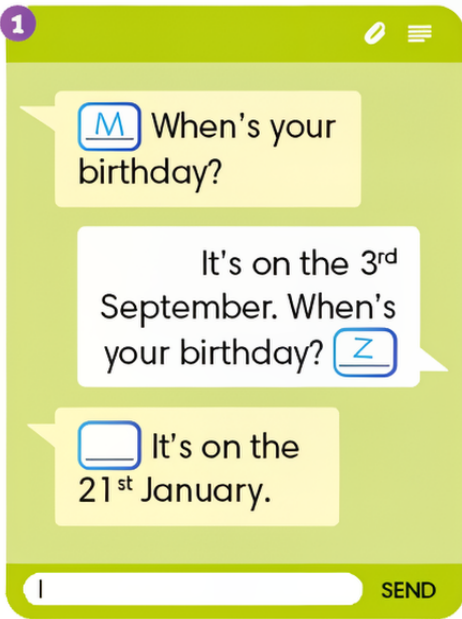 1
M When's your
birthday?
It's on the 3rd
September. When's
your birthday? Z
It's on the
21st January.
SEND